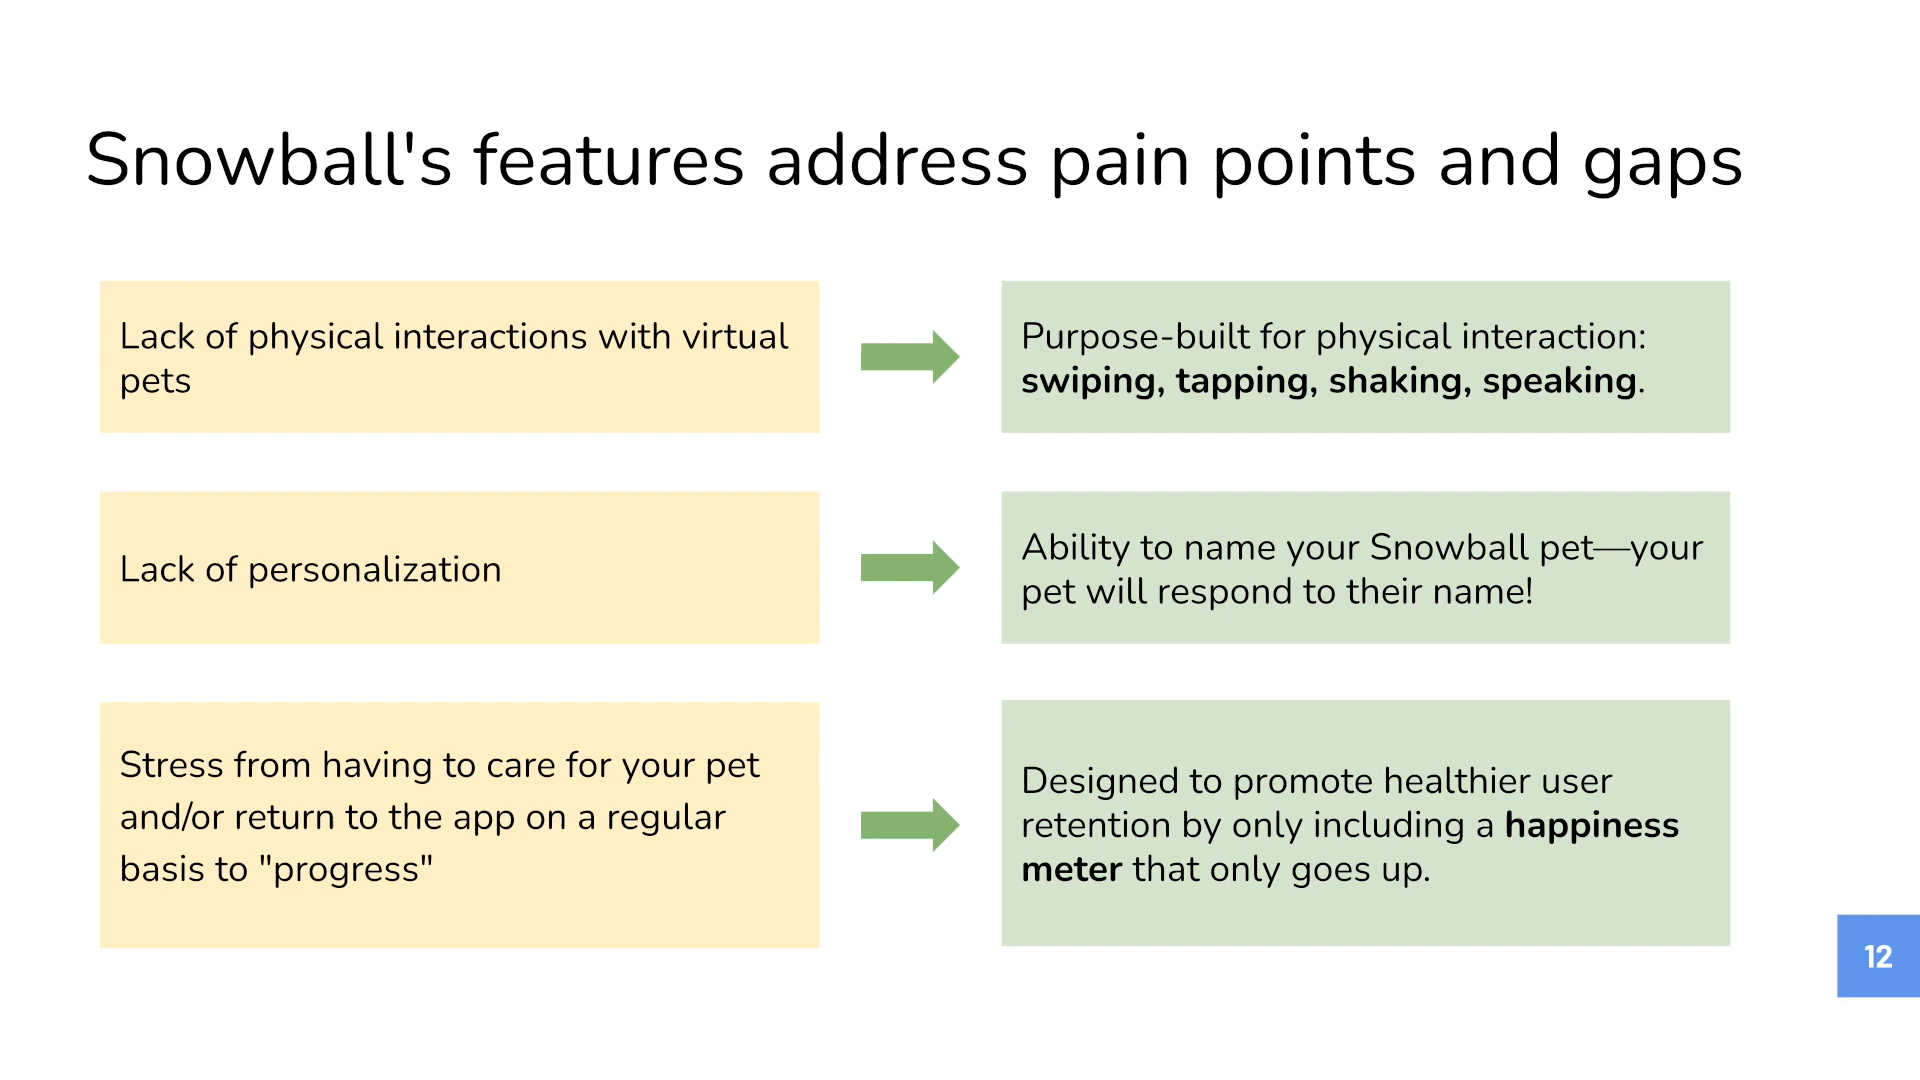 Snowball's features address pain points and gaps
Lack of physical interactions with virtual
pets
Purpose-built for physical interaction:
swiping, tapping, shaking, speaking.
Lack of personalization
Ability to name your Snowball pet—your
pet will respond to their name!
Stress from having to care for your pet
and/or return to the app on a regular
basis to "progress"
Designed to promote healthier user
retention by only including a happiness
meter that only goes up.
12